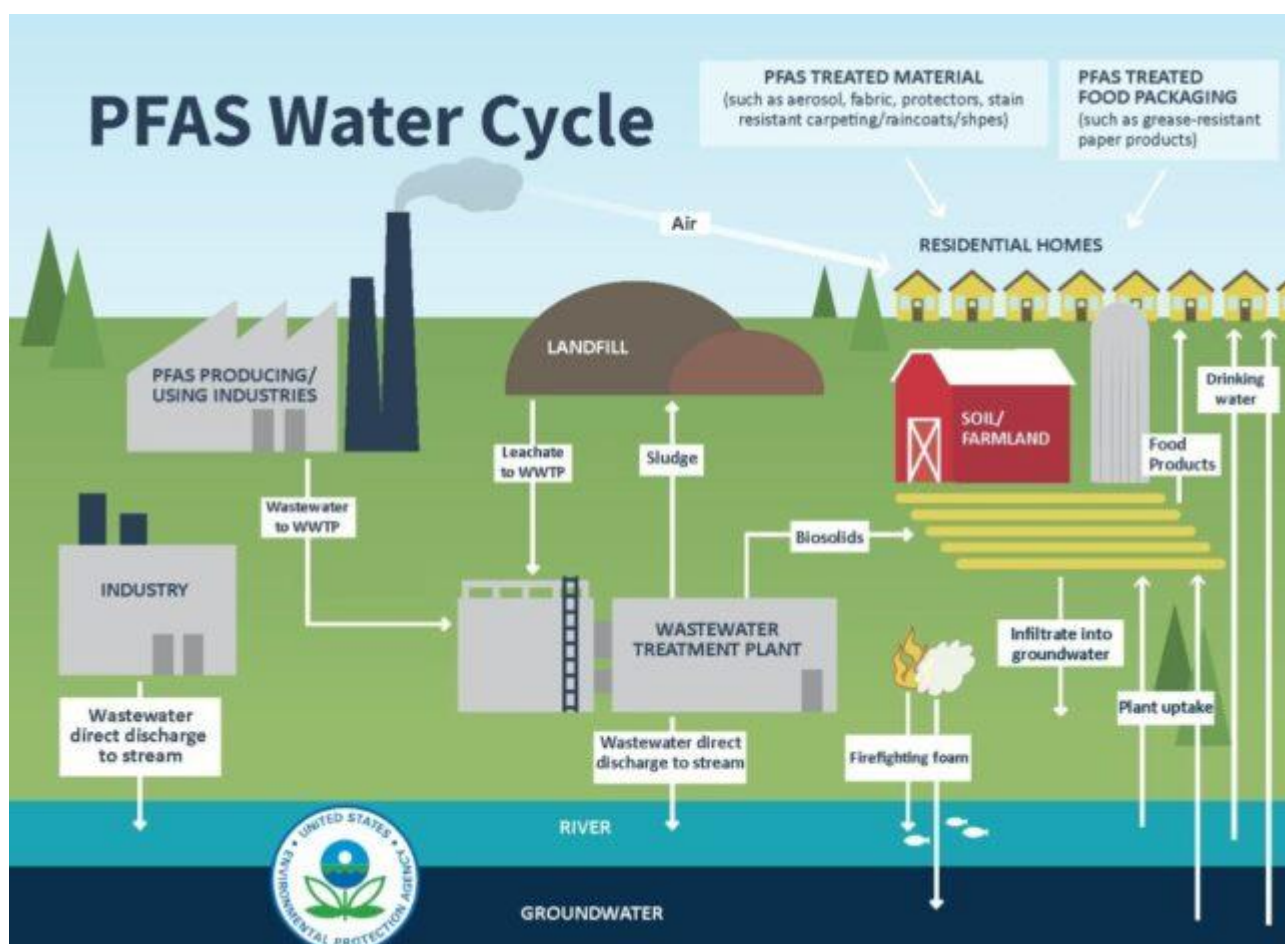 PFAS Water Cycle
PFAS TREATED MATERIAL
(such as aerosol, fabric, protectors, stain
resistant carpeting/raincoats/shpes)
PFAS TREATED
FOOD PACKAGING
(such as grease-resistant
paper products)
Air
RESIDENTIAL HOMES
PFAS PRODUCING/
USING INDUSTRIES
LANDFILL
SOIL/
FARMLAND
Drinking
water
Leachate
to WWTP
Sludge
Food
Products
Wastewater
to WWTP
Biosolids
INDUSTRY
WASTEWATER
TREATMENT PLANT
Infiltrate into
groundwater
Plant uptake
Wastewater
direct discharge
to stream
Wastewater direct
discharge to stream
Firefighting foam
RIVER
UNITED STATES
ENVIRONMENTAL PROTECTION AGENCY
GROUNDWATER